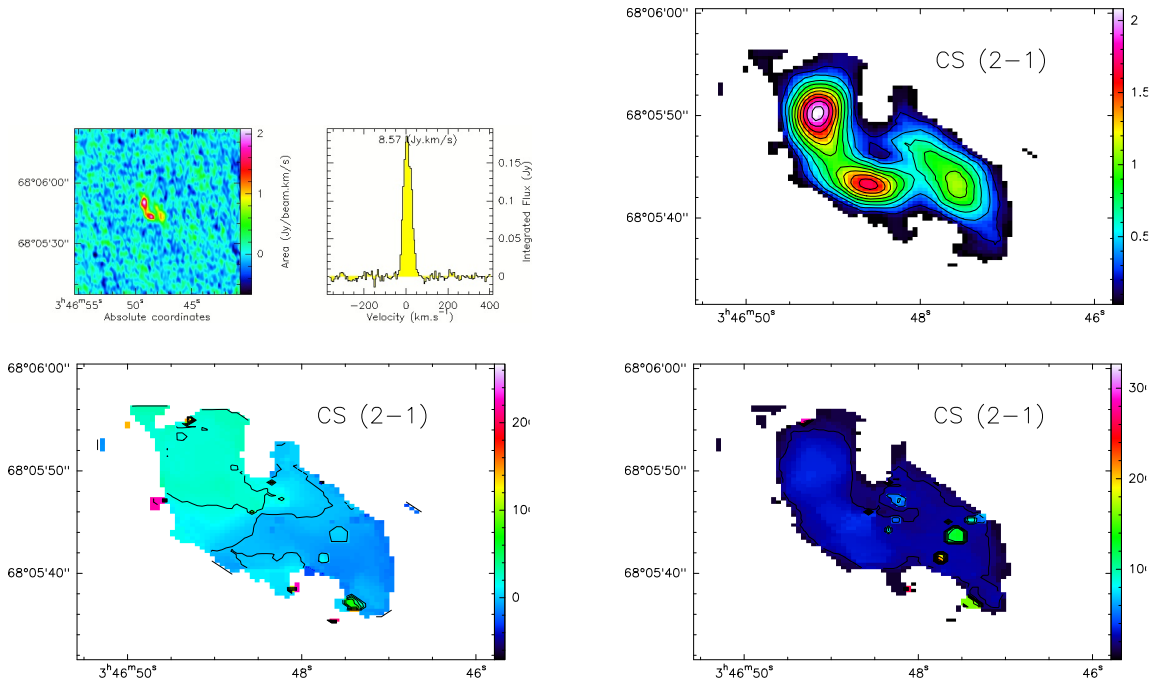 68°06'00''
68°05'30''
3ʰ46ᵐ55ˢ 50ˢ 45ˢ
Absolute coordinates
2
1
0
Area (Jy/beam.km/s)
8.57 (Jy.km/s)
0.15
0.1
0.05
0
Integrated Flux (Jy)
−200 0 200 400
Velocity (km.s⁻¹)
CS (2−1)
68°06'00''
68°05'50''
68°05'40''
3ʰ46ᵐ50ˢ 48ˢ 46ˢ
2
1.5
1
0.5
CS (2−1)
68°06'00''
68°05'50''
68°05'40''
3ʰ46ᵐ50ˢ 48ˢ 46ˢ
0
CS (2−1)
68°06'00''
68°05'50''
68°05'40''
3ʰ46ᵐ50ˢ 48ˢ 46ˢ
30